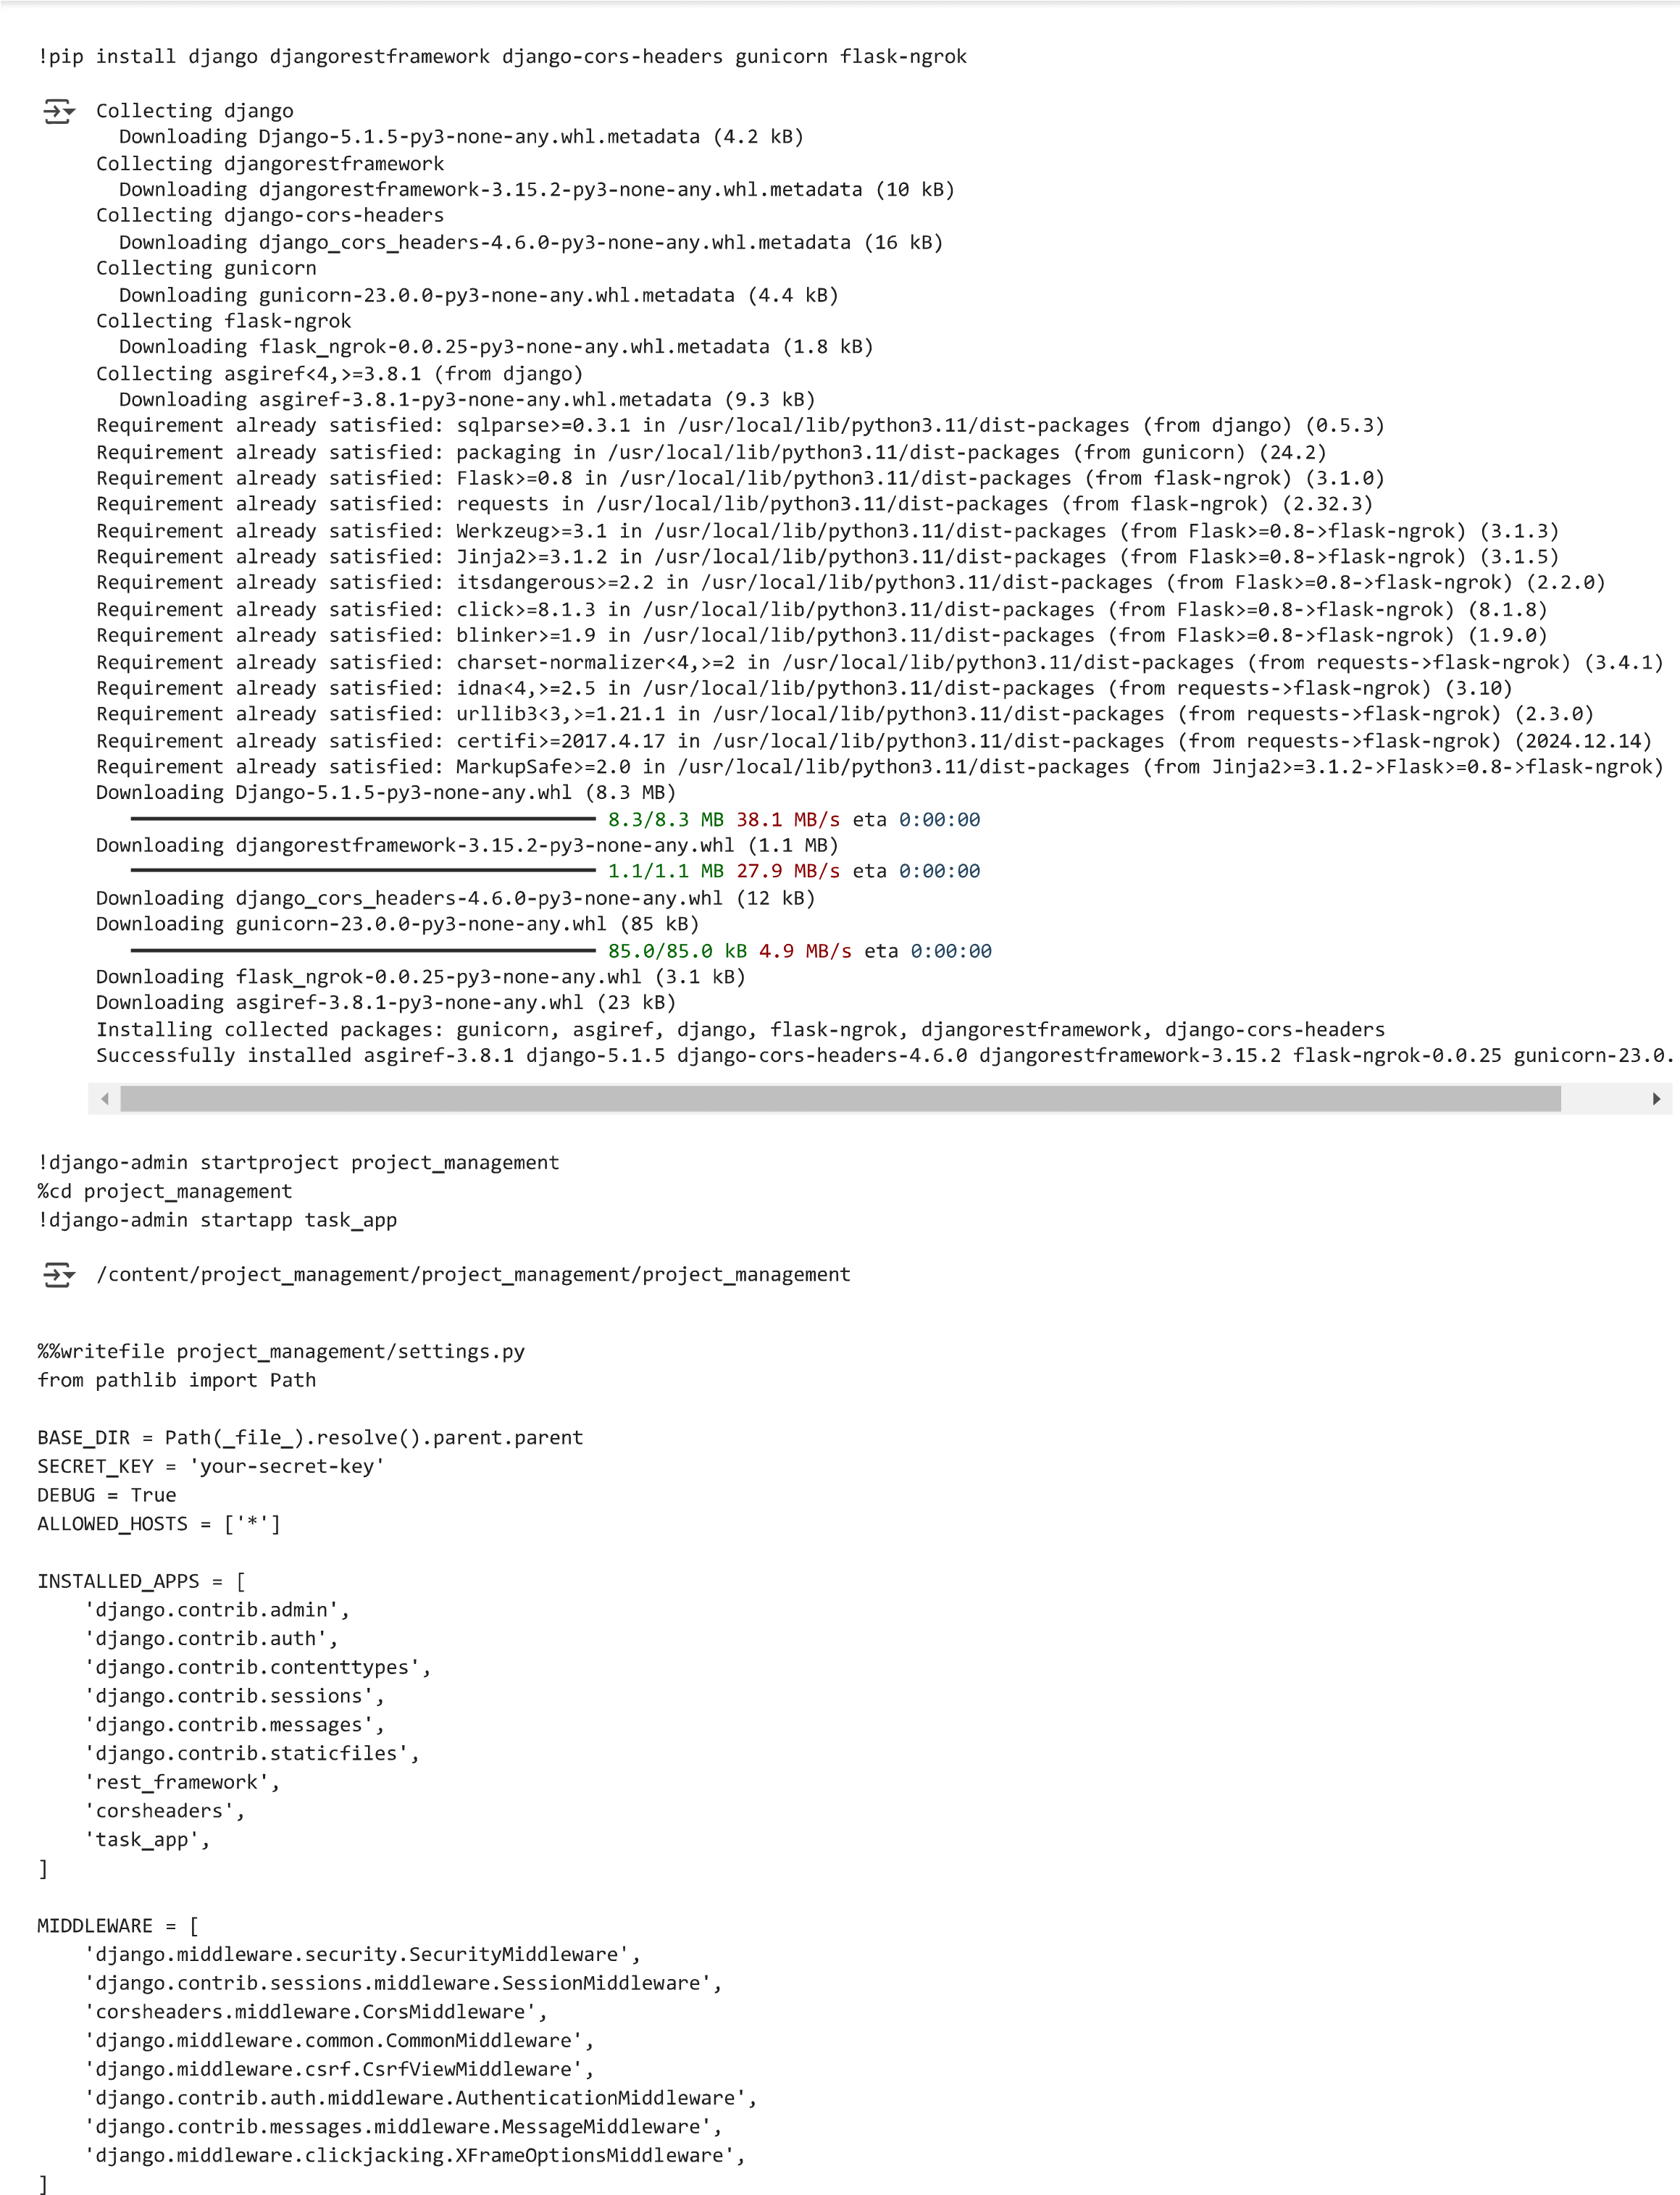 !pip install django djangorestframework django-cors-headers gunicorn flask-ngrok
Collecting django
  Downloading Django-5.1.5-py3-none-any.whl.metadata (4.2 kB)
Collecting djangorestframework
  Downloading djangorestframework-3.15.2-py3-none-any.whl.metadata (10 kB)
Collecting django-cors-headers
  Downloading django_cors_headers-4.6.0-py3-none-any.whl.metadata (16 kB)
Collecting gunicorn
  Downloading gunicorn-23.0.0-py3-none-any.whl.metadata (4.4 kB)
Collecting flask-ngrok
  Downloading flask_ngrok-0.0.25-py3-none-any.whl.metadata (1.8 kB)
Collecting asgiref<4,>=3.8.1 (from django)
  Downloading asgiref-3.8.1-py3-none-any.whl.metadata (9.3 kB)
Requirement already satisfied: sqlparse>=0.3.1 in /usr/local/lib/python3.11/dist-packages (from django) (0.5.3)
Requirement already satisfied: packaging in /usr/local/lib/python3.11/dist-packages (from gunicorn) (24.2)
Requirement already satisfied: Flask>=0.8 in /usr/local/lib/python3.11/dist-packages (from flask-ngrok) (3.1.0)
Requirement already satisfied: requests in /usr/local/lib/python3.11/dist-packages (from flask-ngrok) (2.32.3)
Requirement already satisfied: Werkzeug>=3.1 in /usr/local/lib/python3.11/dist-packages (from Flask>=0.8->flask-ngrok) (3.1.3)
Requirement already satisfied: Jinja2>=3.1.2 in /usr/local/lib/python3.11/dist-packages (from Flask>=0.8->flask-ngrok) (3.1.5)
Requirement already satisfied: itsdangerous>=2.2 in /usr/local/lib/python3.11/dist-packages (from Flask>=0.8->flask-ngrok) (2.2.0)
Requirement already satisfied: click>=8.1.3 in /usr/local/lib/python3.11/dist-packages (from Flask>=0.8->flask-ngrok) (8.1.8)
Requirement already satisfied: blinker>=1.9 in /usr/local/lib/python3.11/dist-packages (from Flask>=0.8->flask-ngrok) (1.9.0)
Requirement already satisfied: charset-normalizer<4,>=2 in /usr/local/lib/python3.11/dist-packages (from requests->flask-ngrok) (3.4.1)
Requirement already satisfied: idna<4,>=2.5 in /usr/local/lib/python3.11/dist-packages (from requests->flask-ngrok) (3.10)
Requirement already satisfied: urllib3<3,>=1.21.1 in /usr/local/lib/python3.11/dist-packages (from requests->flask-ngrok) (2.3.0)
Requirement already satisfied: certifi>=2017.4.17 in /usr/local/lib/python3.11/dist-packages (from requests->flask-ngrok) (2024.12.14)
Requirement already satisfied: MarkupSafe>=2.0 in /usr/local/lib/python3.11/dist-packages (from Jinja2>=3.1.2->Flask>=0.8->flask-ngrok)
Downloading Django-5.1.5-py3-none-any.whl (8.3 MB)
8.3/8.3 MB 38.1 MB/s eta 0:00:00
Downloading djangorestframework-3.15.2-py3-none-any.whl (1.1 MB)
1.1/1.1 MB 27.9 MB/s eta 0:00:00
Downloading django_cors_headers-4.6.0-py3-none-any.whl (12 kB)
Downloading gunicorn-23.0.0-py3-none-any.whl (85 kB)
85.0/85.0 kB 4.9 MB/s eta 0:00:00
Downloading flask_ngrok-0.0.25-py3-none-any.whl (3.1 kB)
Downloading asgiref-3.8.1-py3-none-any.whl (23 kB)
Installing collected packages: gunicorn, asgiref, django, flask-ngrok, djangorestframework, django-cors-headers
Successfully installed asgiref-3.8.1 django-5.1.5 django-cors-headers-4.6.0 djangorestframework-3.15.2 flask-ngrok-0.0.25 gunicorn-23.0.
!django-admin startproject project_management
%cd project_management
!django-admin startapp task_app
/content/project_management/project_management/project_management
%%writefile project_management/settings.py
from pathlib import Path
BASE_DIR = Path(_file_).resolve().parent.parent
SECRET_KEY = 'your-secret-key'
DEBUG = True
ALLOWED_HOSTS = ['*']
INSTALLED_APPS = [
    'django.contrib.admin',
    'django.contrib.auth',
    'django.contrib.contenttypes',
    'django.contrib.sessions',
    'django.contrib.messages',
    'django.contrib.staticfiles',
    'rest_framework',
    'corsheaders',
    'task_app',
]
MIDDLEWARE = [
    'django.middleware.security.SecurityMiddleware',
    'django.contrib.sessions.middleware.SessionMiddleware',
    'corsheaders.middleware.CorsMiddleware',
    'django.middleware.common.CommonMiddleware',
    'django.middleware.csrf.CsrfViewMiddleware',
    'django.contrib.auth.middleware.AuthenticationMiddleware',
    'django.contrib.messages.middleware.MessageMiddleware',
    'django.middleware.clickjacking.XFrameOptionsMiddleware',
]